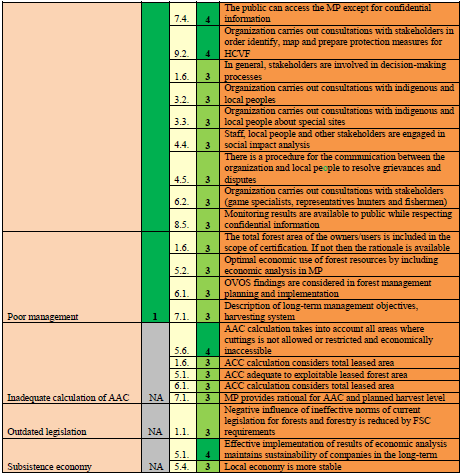 7.4. 4 The public can access the MP except for confidential
information
9.2. 4 Organization carries out consultations with stakeholders in
order identify, map and prepare protection measures for
HCVF
1.6. 3 In general, stakeholders are involved in decision-making
processes
3.2. 3 Organization carries out consultations with indigenous and
local peoples
3.3. 3 Organization carries out consultations with indigenous and
local people about special sites
4.4. 3 Staff, local people and other stakeholders are engaged in
social impact analysis
4.5. 3 There is a procedure for the communication between the
organization and local people to resolve grievances and
disputes
6.2. 3 Organization carries out consultations with stakeholders
(game specialists, representatives hunters and fishermen)
8.5. 3 Monitoring results are available to public while respecting
confidential information
Poor management 1
1.6. 3 The total forest area of the owners/users is included in the
scope of certification. If not then the rationale is available
5.2. 3 Optimal economic use of forest resources by including
economic analysis in MP
6.1. 3 OVOS findings are considered in forest management
planning and implementation
7.1. 3 Description of long-term management objectives,
harvesting system
Inadequate calculation of AAC NA
5.6. 4 AAC calculation takes into account all areas where
cuttings is not allowed or restricted and economically
inaccessible
1.6 3 ACC calculation considers total leased area
5.1. 3 ACC adequate to exploitable leased forest area
6.1 3 ACC calculation considers total leased area
7.1. 3 MP provides rational for AAC and planned harvest level
Outdated legislation NA 1.1. 3 Negative influence of ineffective norms of current
legislation for forests and forestry is reduced by FSC
requirements
Subsistence economy NA
5.1. 4 Effective implementation of results of economic analysis
maintains sustainability of companies in the long-term
5.4. 3 Local economy is more stable